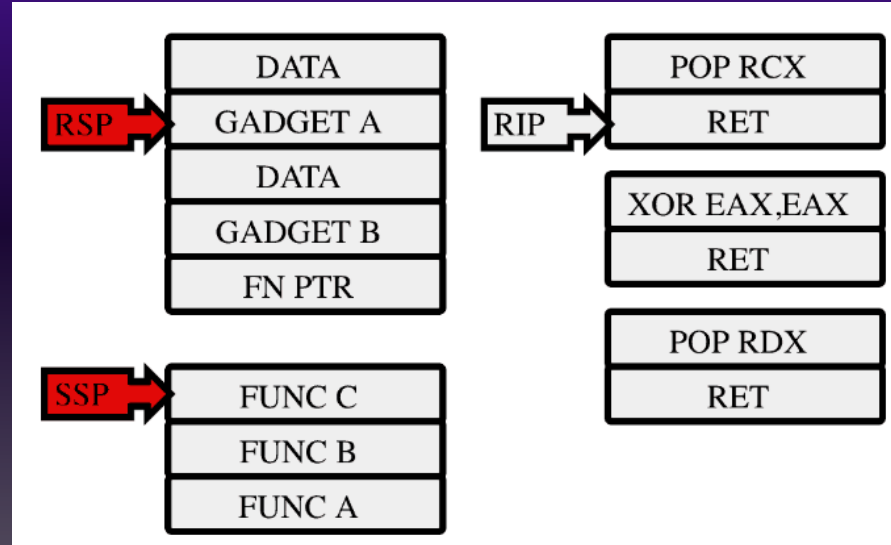 DATA
RSP
GADGET A
DATA
GADGET B
FN PTR
SSP
FUNC C
FUNC B
FUNC A
POP RCX
RIP
RET
XOR EAX,EAX
RET
POP RDX
RET